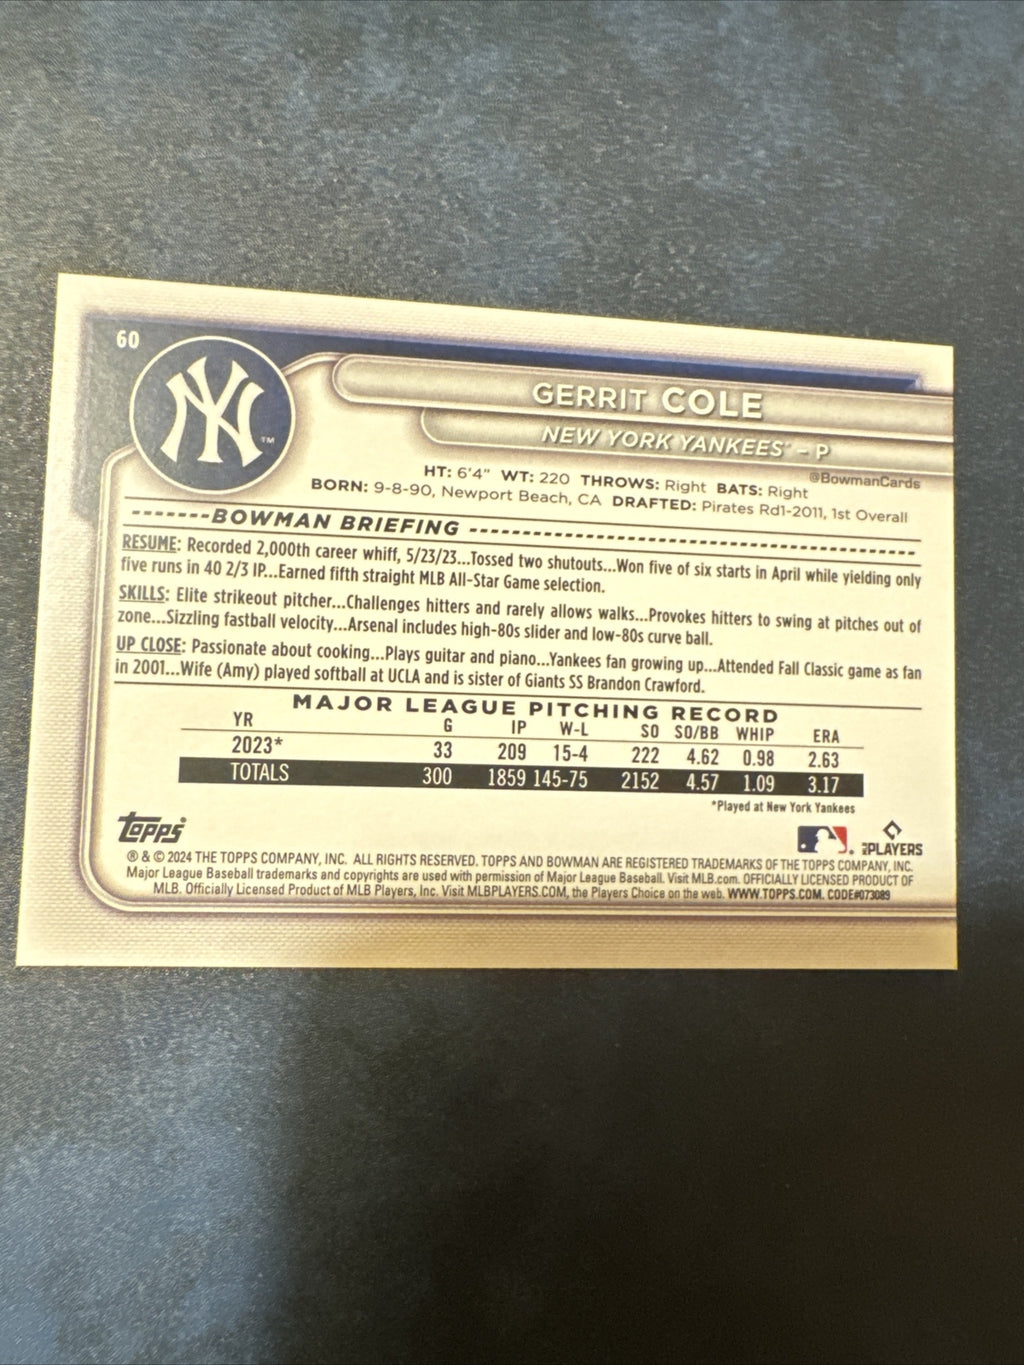 60
NY
™
GERRIT COLE
NEW YORK YANKEES® – P
@BowmanCards
HT: 6'4" WT: 220 THROWS: Right BATS: Right
BORN: 9-8-90, Newport Beach, CA DRAFTED: Pirates Rd1-2011, 1st Overall
-------BOWMAN BRIEFING --------------------------------------------
RESUME: Recorded 2,000th career whiff, 5/23/23...Tossed two shutouts...Won five of six starts in April while yielding only
five runs in 40 2/3 IP...Earned fifth straight MLB All-Star Game selection.
SKILLS: Elite strikeout pitcher...Challenges hitters and rarely allows walks...Provokes hitters to swing at pitches out of
zone...Sizzling fastball velocity...Arsenal includes high-80s slider and low-80s curve ball.
UP CLOSE: Passionate about cooking...Plays guitar and piano...Yankees fan growing up...Attended Fall Classic game as fan
in 2001...Wife (Amy) played softball at UCLA and is sister of Giants SS Brandon Crawford.
MAJOR LEAGUE PITCHING RECORD
YR G IP W-L SO SO/BB WHIP ERA
2023* 33 209 15-4 222 4.62 0.98 2.63
TOTALS 300 1859 145-75 2152 4.57 1.09 3.17
*Played at New York Yankees
Topps
MLB PLAYERS
® & © 2024 THE TOPPS COMPANY, INC. ALL RIGHTS RESERVED. TOPPS AND BOWMAN ARE REGISTERED TRADEMARKS OF THE TOPPS COMPANY, INC.
Major League Baseball trademarks and copyrights are used with permission of Major League Baseball. Visit MLB.com. OFFICIALLY LICENSED PRODUCT OF
MLB. Officially Licensed Product of MLB Players, Inc. Visit MLBPLAYERS.COM, the Players Choice on the web. WWW.TOPPS.COM. CODE#073089